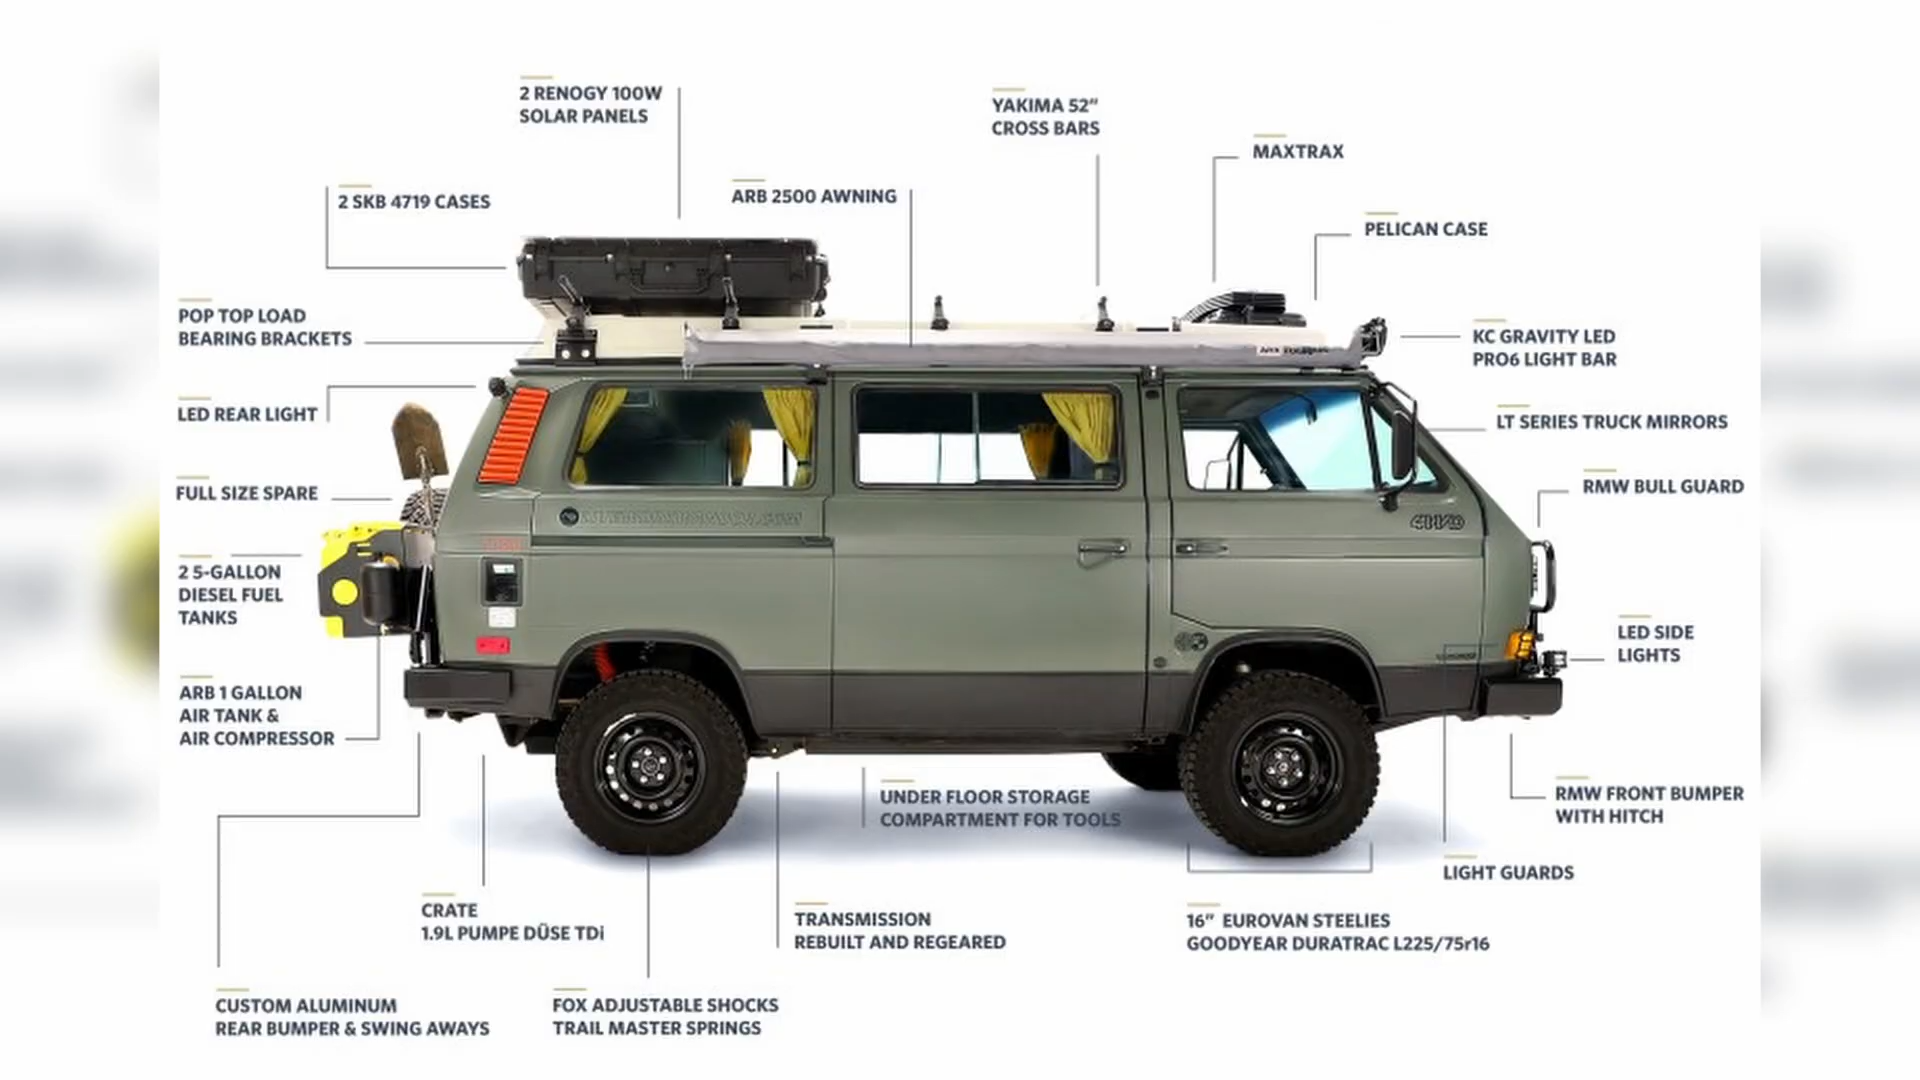 2 RENOGY 100W
SOLAR PANELS
YAKIMA 52”
CROSS BARS
MAXTRAX
2 SKB 4719 CASES
ARB 2500 AWNING
PELICAN CASE
POP TOP LOAD
BEARING BRACKETS
KC GRAVITY LED
PRO6 LIGHT BAR
LED REAR LIGHT
LT SERIES TRUCK MIRRORS
FULL SIZE SPARE
RMW BULL GUARD
4WD
2 5-GALLON
DIESEL FUEL
TANKS
LED SIDE
LIGHTS
ARB 1 GALLON
AIR TANK &
AIR COMPRESSOR
UNDER FLOOR STORAGE
COMPARTMENT FOR TOOLS
RMW FRONT BUMPER
WITH HITCH
LIGHT GUARDS
CRATE
1.9L PUMPE DÜSE TDi
TRANSMISSION
REBUILT AND REGEARED
16” EUROVAN STEELIES
GOODYEAR DURATRAC L225/75r16
CUSTOM ALUMINUM
REAR BUMPER & SWING AWAYS
FOX ADJUSTABLE SHOCKS
TRAIL MASTER SPRINGS